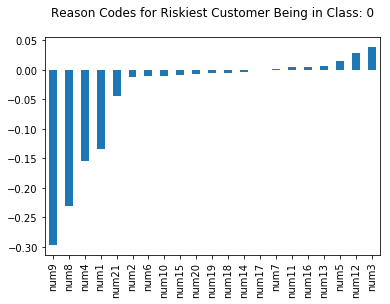 Reason Codes for Riskiest Customer Being in Class: 0
0.05
0.00
−0.05
−0.10
−0.15
−0.20
−0.25
−0.30
num9
num8
num4
num1
num21
num2
num6
num10
num15
num20
num19
num18
num14
num17
num7
num11
num16
num13
num5
num12
num3